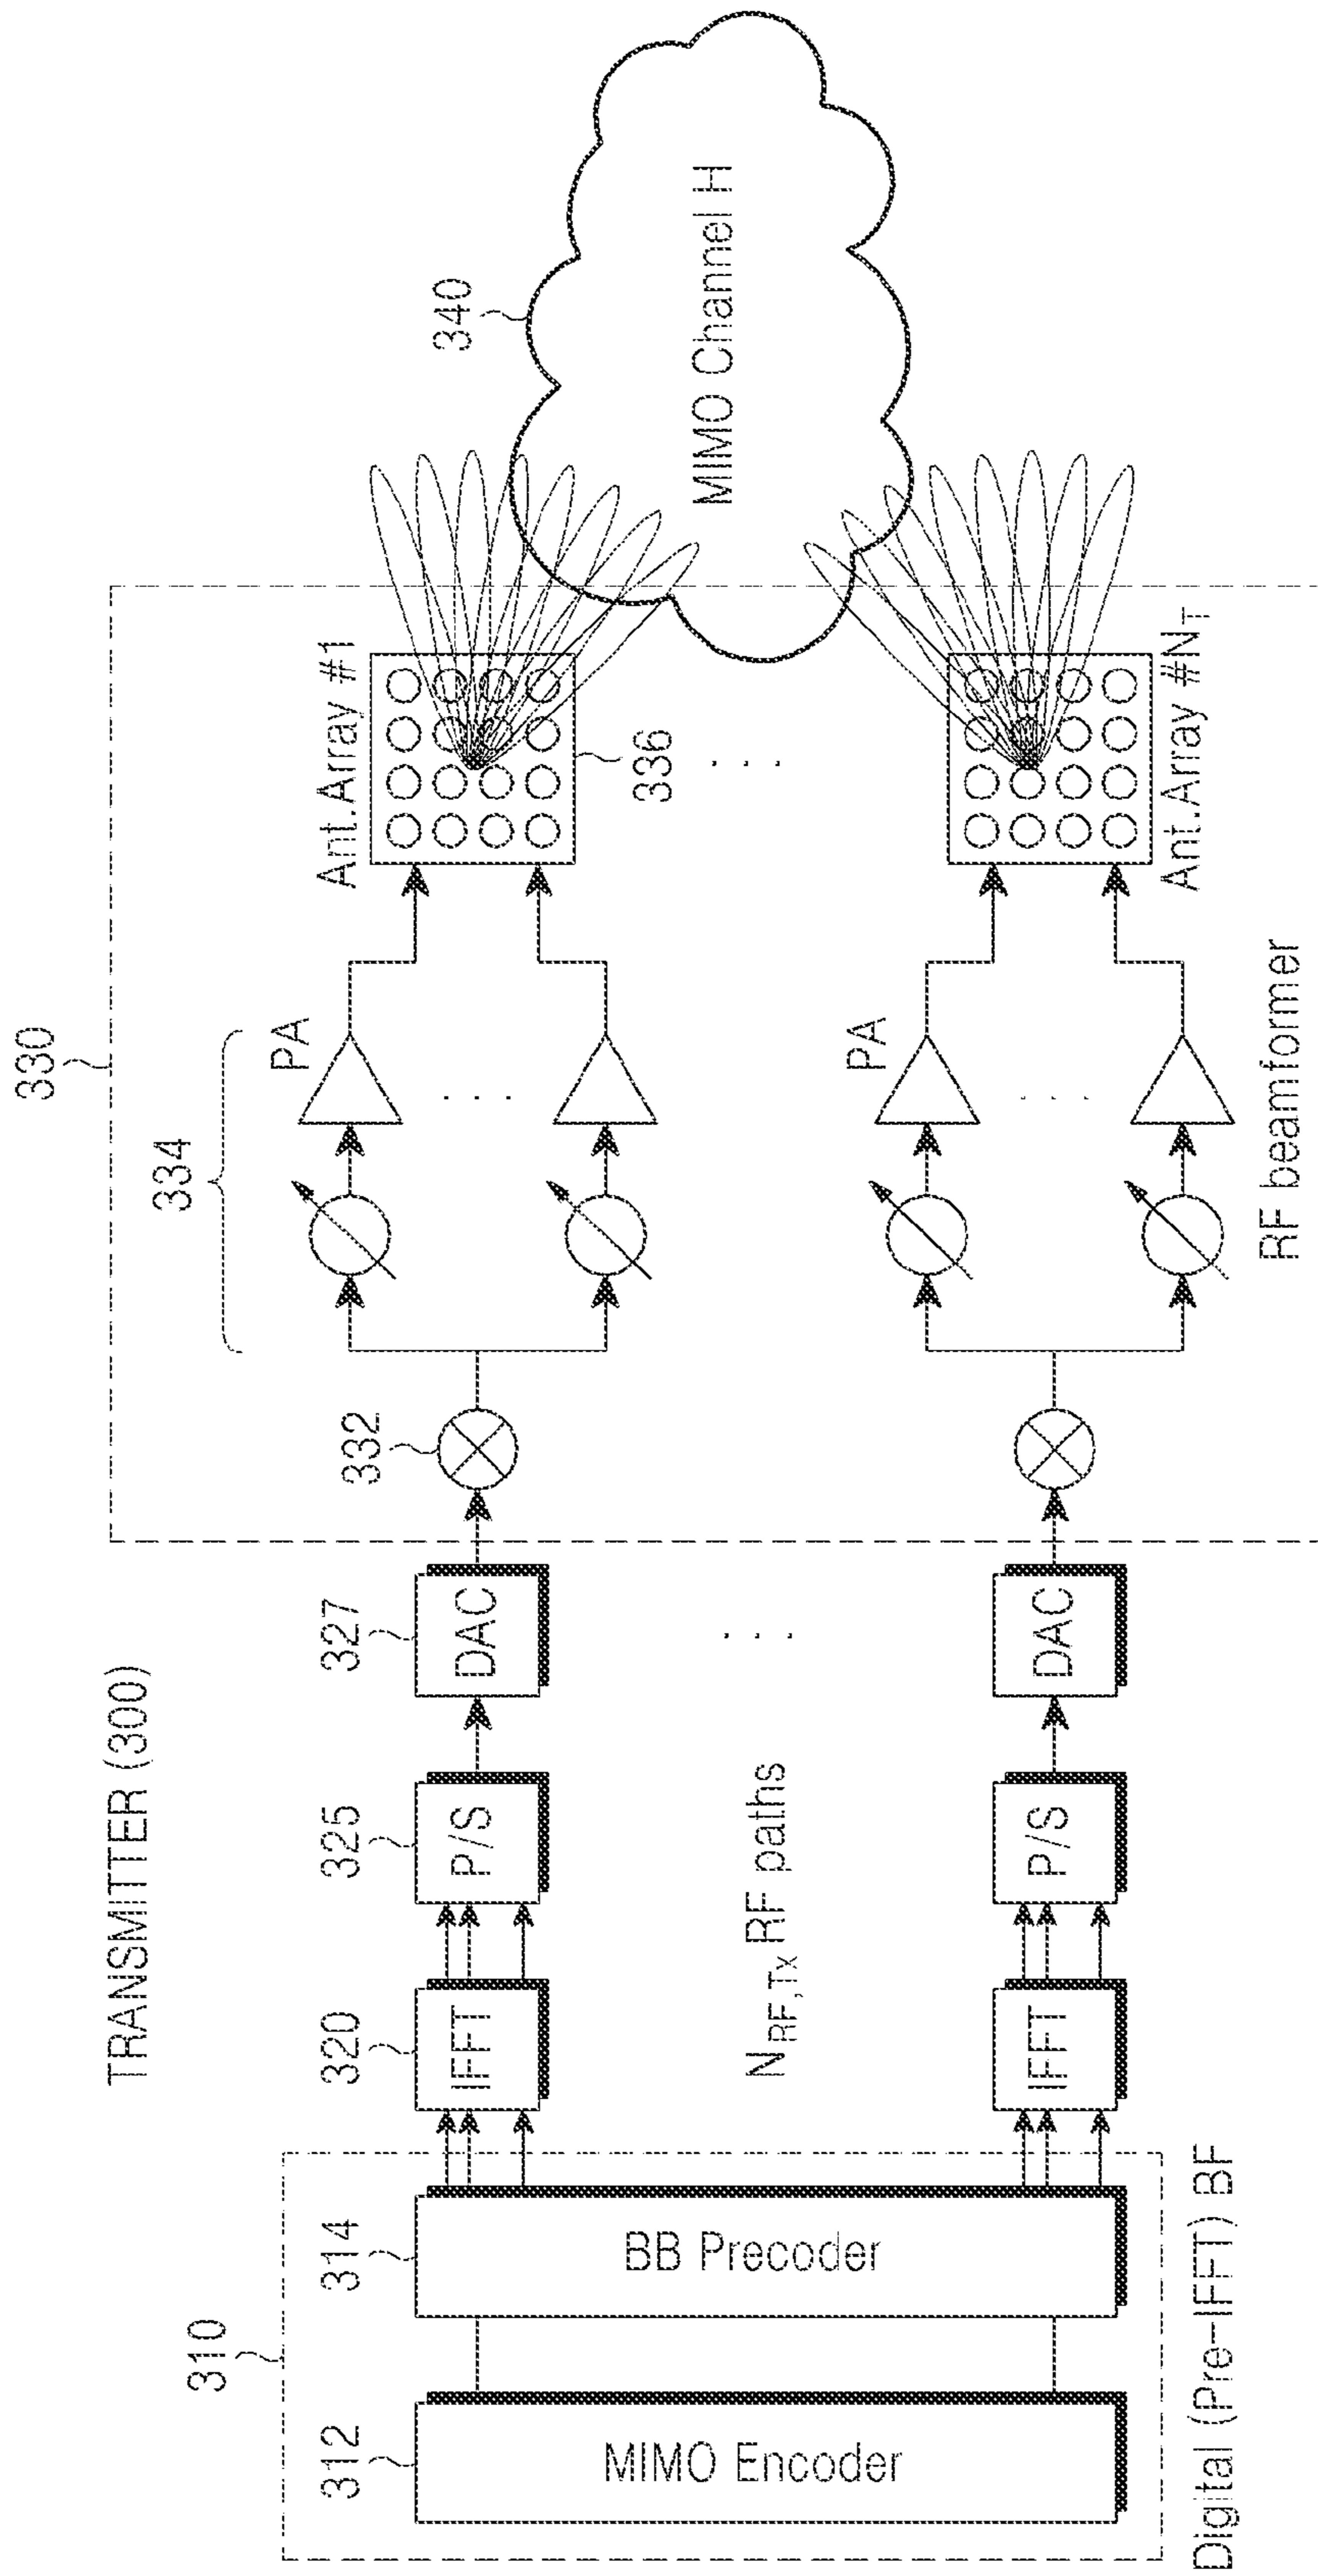 TRANSMITTER (300)
330
334
340
310
312
314
320
325
327
332
PA
Ant.Array #1
MIMO Encoder
BB Precoder
IFFT
P/S
DAC
336
MIMO Channel H
N_RF,Tx RF paths
. . .
. . .
. . .
IFFT
P/S
DAC
PA
. . .
Ant.Array #N_T
Digital (Pre-IFFT) BF
RF beamformer